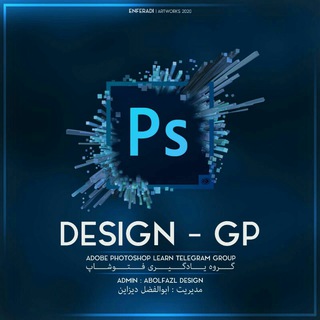 ENFERADI | ARTWORKS 2020
Ps
DESIGN - GP
ADOBE PHOTOSHOP LEARN TELEGRAM GROUP
گروه یادگیری فتوشاپ
ADMIN : ABOLFAZL DESIGN
مدیریت : ابوالفضل دیزاین